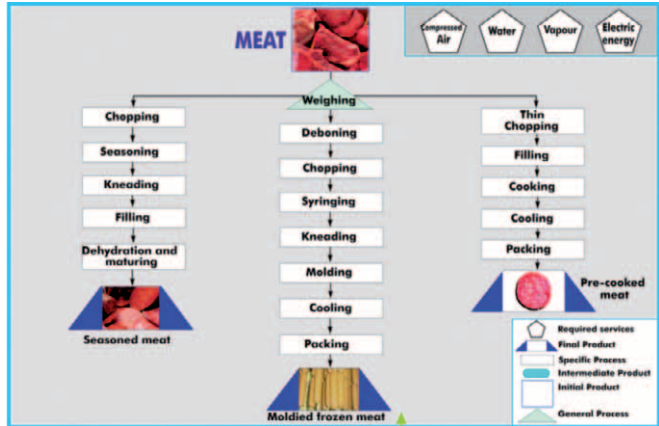 MEAT
Compressed
Air
Water
Vapour
Electric
energy
Weighing
Chopping
Seasoning
Kneading
Filling
Dehydration and
maturing
Seasoned meat
Deboning
Chopping
Syringing
Kneading
Molding
Cooling
Packing
Moldied frozen meat
Thin
Chopping
Filling
Cooking
Cooling
Packing
Pre-cooked
meat
Required services
Final Product
Specific Process
Intermediate Product
Initial Product
General Process